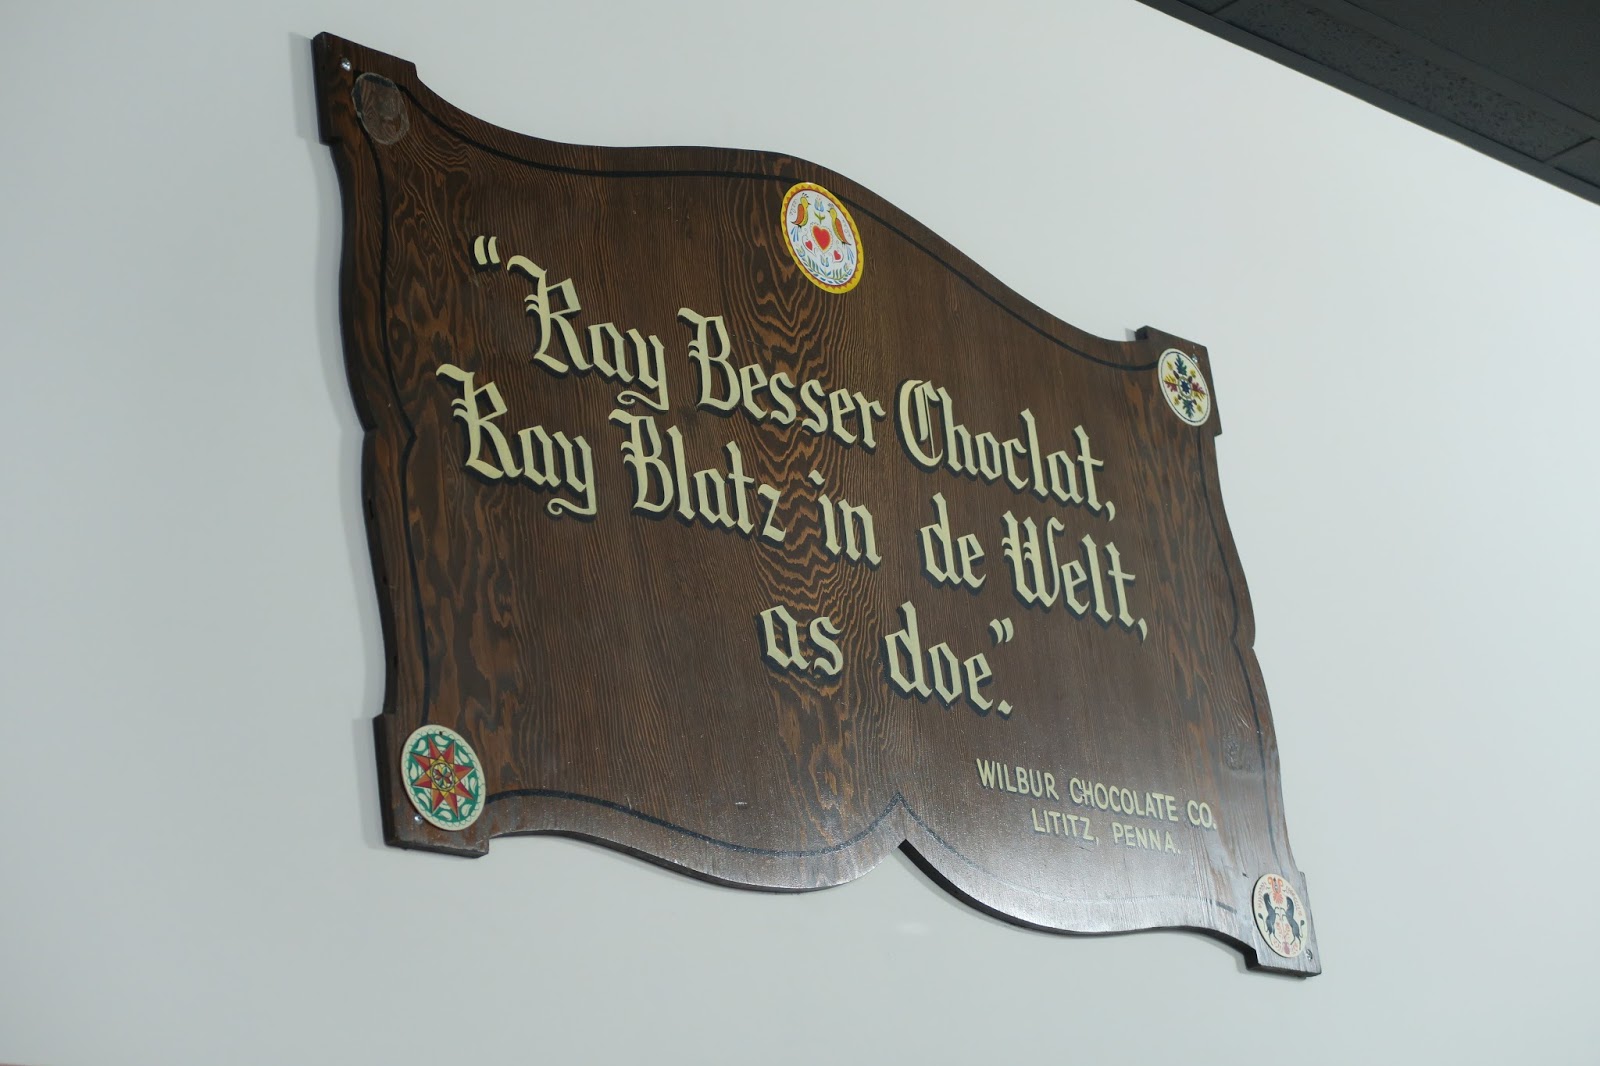 “Kay Besser Choclat,
Kay Blatz in de Welt,
as doe.”
WILBUR CHOCOLATE CO.
LITITZ, PENNA.